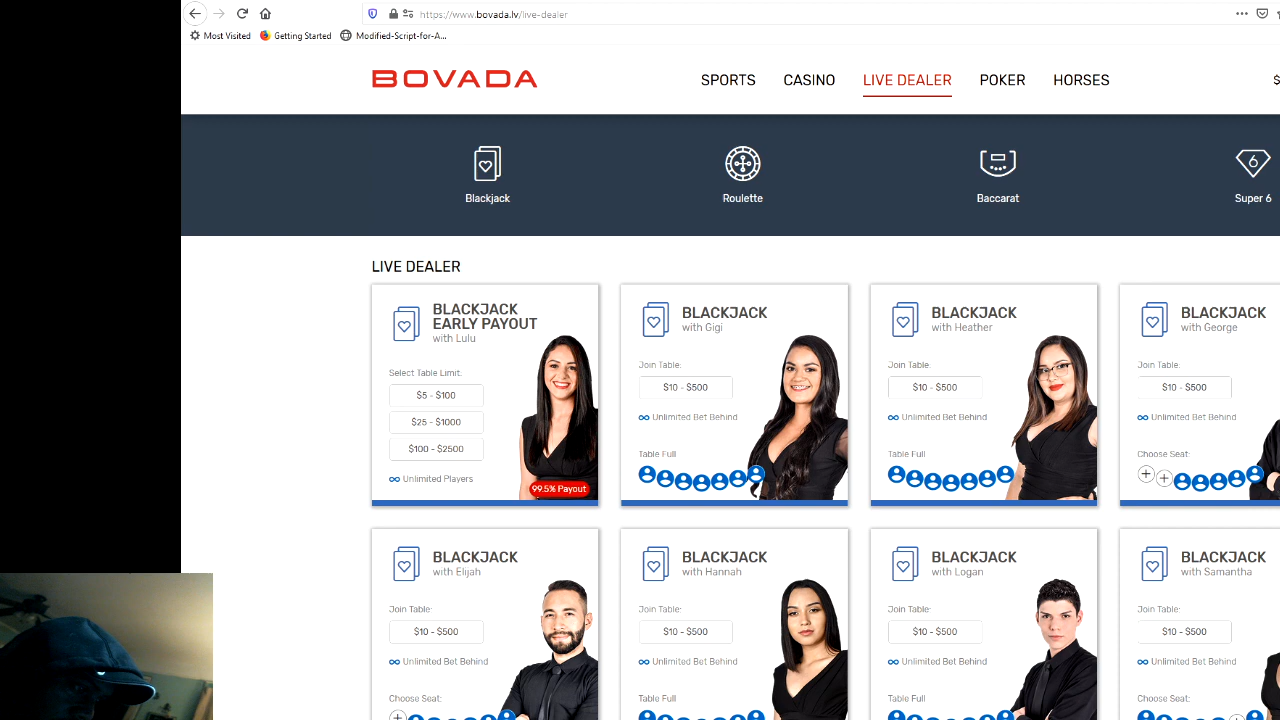 https://www.bovada.lv/live-dealer
Most Visited Getting Started Modified-Script-for-A...
BOVADA SPORTS CASINO LIVE DEALER POKER HORSES $
Blackjack Roulette Baccarat 6 Super 6
LIVE DEALER
BLACKJACK
EARLY PAYOUT
with Lulu
Select Table Limit:
$5 - $100
$25 - $1000
$100 - $2500
Unlimited Players
99.5% Payout
BLACKJACK
with Gigi
Join Table:
$10 - $500
Unlimited Bet Behind
Table Full
BLACKJACK
with Heather
Join Table:
$10 - $500
Unlimited Bet Behind
Table Full
BLACKJACK
with George
Join Table:
$10 - $500
Unlimited Bet Behind
Choose Seat:
BLACKJACK
with Elijah
Join Table:
$10 - $500
Unlimited Bet Behind
Choose Seat:
BLACKJACK
with Hannah
Join Table:
$10 - $500
Unlimited Bet Behind
Table Full
BLACKJACK
with Logan
Join Table:
$10 - $500
Unlimited Bet Behind
Table Full
BLACKJACK
with Samantha
Join Table:
$10 - $500
Unlimited Bet Behind
Choose Seat: